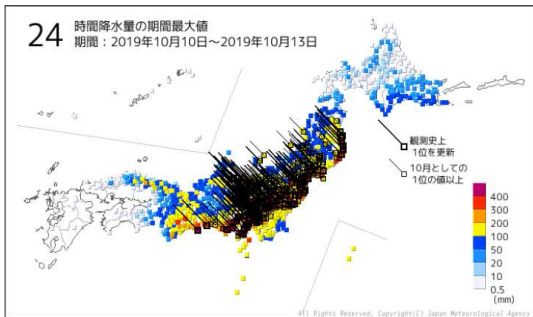 24 時間降水量の期間最大値
期間：2019年10月10日～2019年10月13日
観測史上
1位を更新
10月としての
1位の値以上
400
300
200
100
50
20
10
0.5
(mm)
All Rights Reserved, Copyright(C) Japan Meteorological Agency